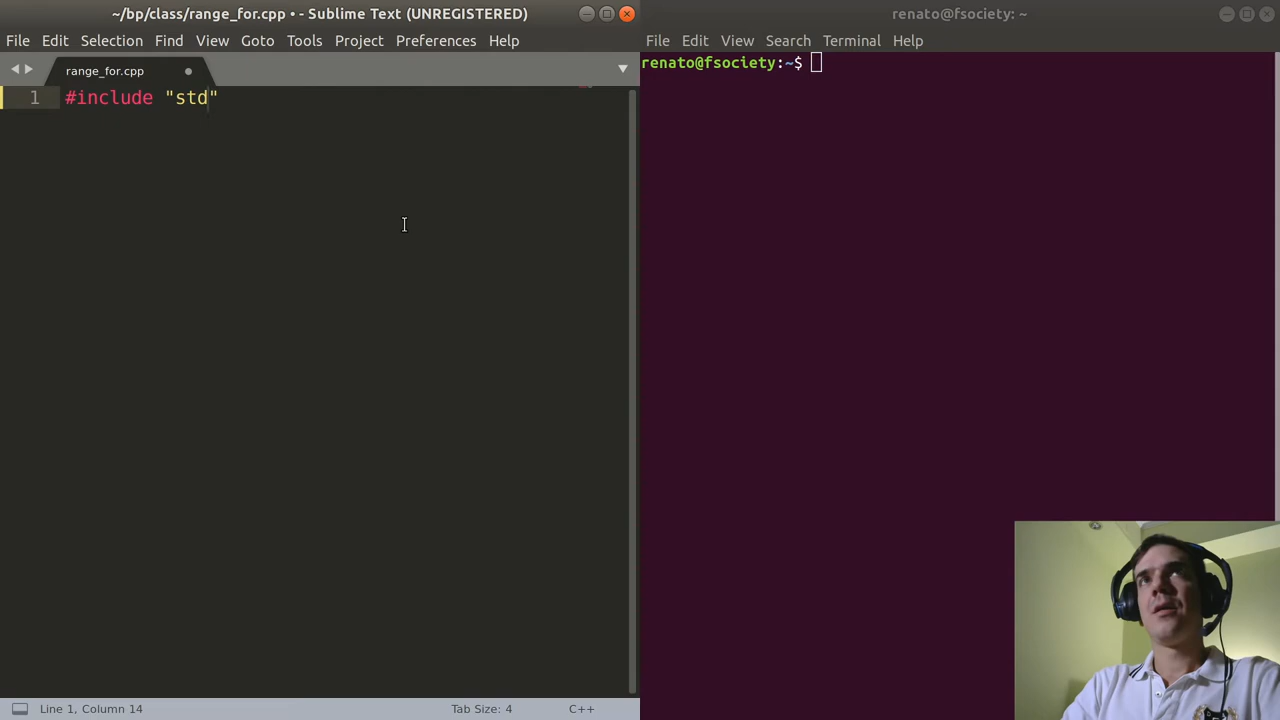 ~/bp/class/range_for.cpp • - Sublime Text (UNREGISTERED)
File Edit Selection Find View Goto Tools Project Preferences Help
range_for.cpp
1 #include "std"
Line 1, Column 14
Tab Size: 4
C++
renato@fsociety: ~
File Edit View Search Terminal Help
renato@fsociety:~$